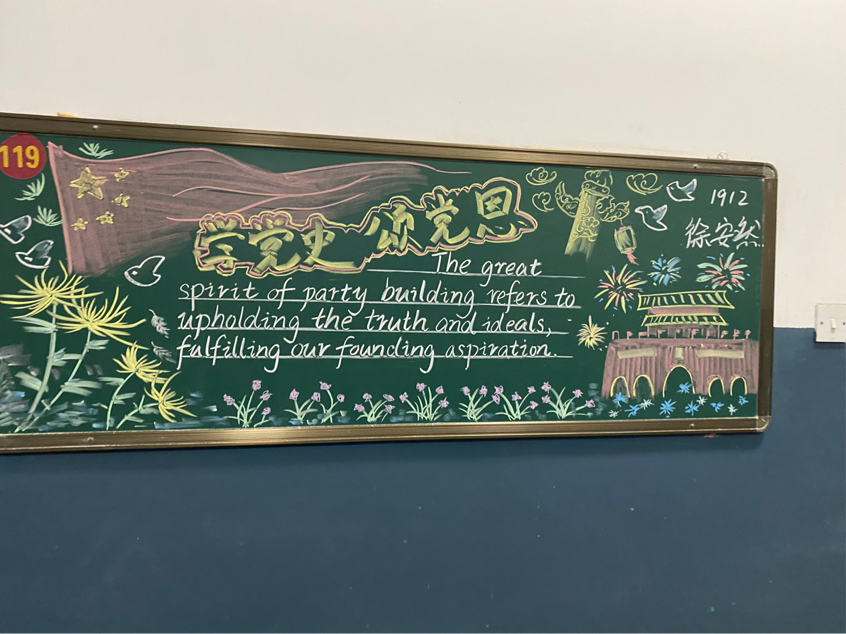 119
学党史 颂党恩
1912
徐安然
The great
spirit of party building refers to
upholding the truth and ideals,
fulfilling our founding aspiration.